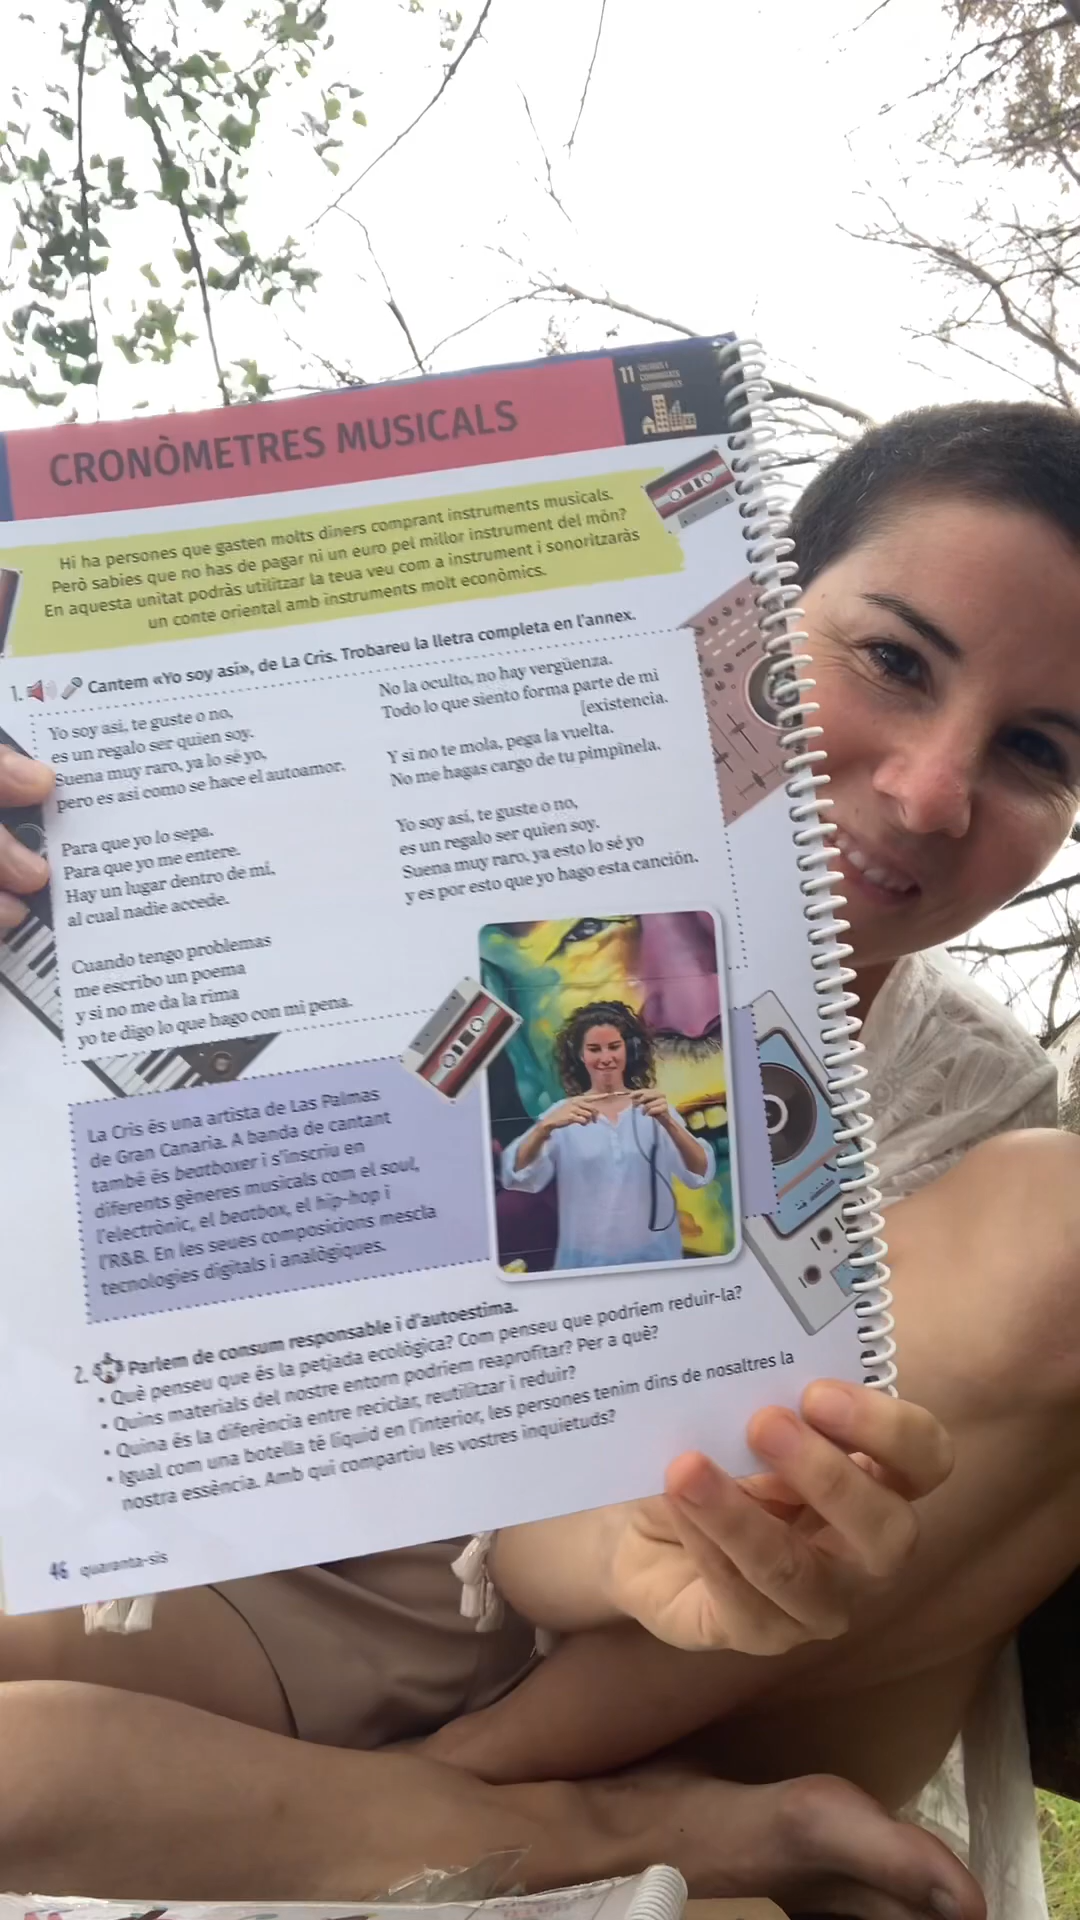 CRONÒMETRES MUSICALS
11 CIUTATS I
COMUNITATS
SOSTENIBLES
Hi ha persones que gasten molts diners comprant instruments musicals.
Però sabies que no has de pagar ni un euro pel millor instrument del món?
En aquesta unitat podràs utilitzar la teua veu com a instrument i sonoritzaràs
un conte oriental amb instruments molt econòmics.
1. Cantem «Yo soy así», de La Cris. Trobareu la lletra completa en l'annex.
Yo soy así, te guste o no,
es un regalo ser quien soy.
Suena muy raro, ya lo sé yo,
pero es así como se hace el autoamor.
Para que yo lo sepa.
Para que yo me entere.
Hay un lugar dentro de mí,
al cual nadie accede.
Cuando tengo problemas
me escribo un poema
y si no me da la rima
yo te digo lo que hago con mi pena.
No la oculto, no hay vergüenza.
Todo lo que siento forma parte de mi
[existencia.
Y si no te mola, pega la vuelta.
No me hagas cargo de tu pimpinela.
Yo soy así, te guste o no,
es un regalo ser quien soy.
Suena muy raro, ya esto lo sé yo
y es por esto que yo hago esta canción.
La Cris és una artista de Las Palmas
de Gran Canaria. A banda de cantant
també és beatboxer i s'inscriu en
diferents gèneres musicals com el soul,
l'electrònic, el beatbox, el hip-hop i
l'R&B. En les seues composicions mescla
tecnologies digitals i analògiques.
2. Parlem de consum responsable i d'autoestima.
• Què penseu que és la petjada ecològica? Com penseu que podríem reduir-la?
• Quins materials del nostre entorn podríem reaprofitar? Per a què?
• Quina és la diferència entre reciclar, reutilitzar i reduir?
• Igual com una botella té líquid en l'interior, les persones tenim dins de nosaltres la
nostra essència. Amb qui compartiu les vostres inquietuds?
46 quaranta-sis